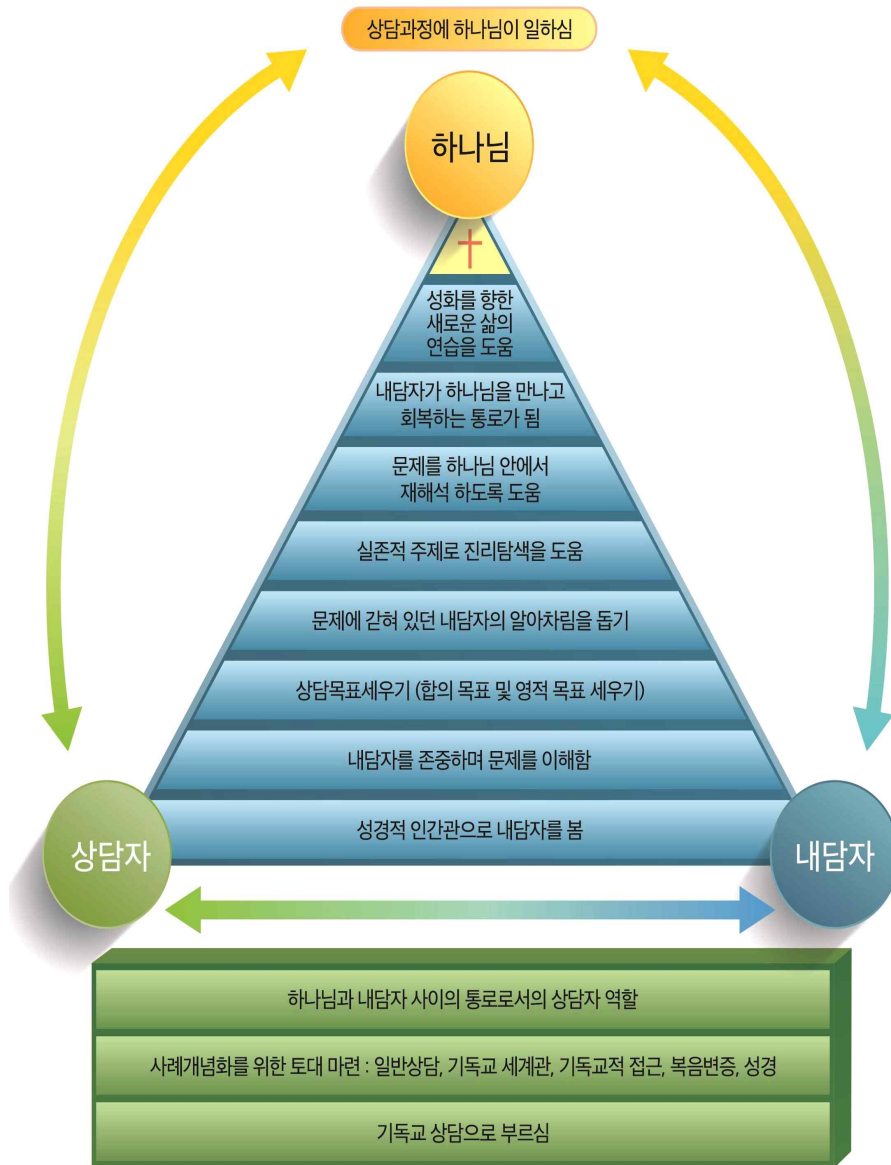 상담과정에 하나님이 일하심
하나님
성화를 향한
새로운 삶의
연습을 도움
내담자가 하나님을 만나고
회복하는 통로가 됨
문제를 하나님 안에서
재해석 하도록 도움
실존적 주제로 진리탐색을 도움
문제에 갇혀 있던 내담자의 알아차림을 돕기
상담목표세우기 (합의 목표 및 영적 목표 세우기)
내담자를 존중하며 문제를 이해함
성경적 인간관으로 내담자를 봄
상담자
내담자
하나님과 내담자 사이의 통로로서의 상담자 역할
사례개념화를 위한 토대 마련 : 일반상담, 기독교 세계관, 기독교적 접근, 복음변증, 성경
기독교 상담으로 부르심